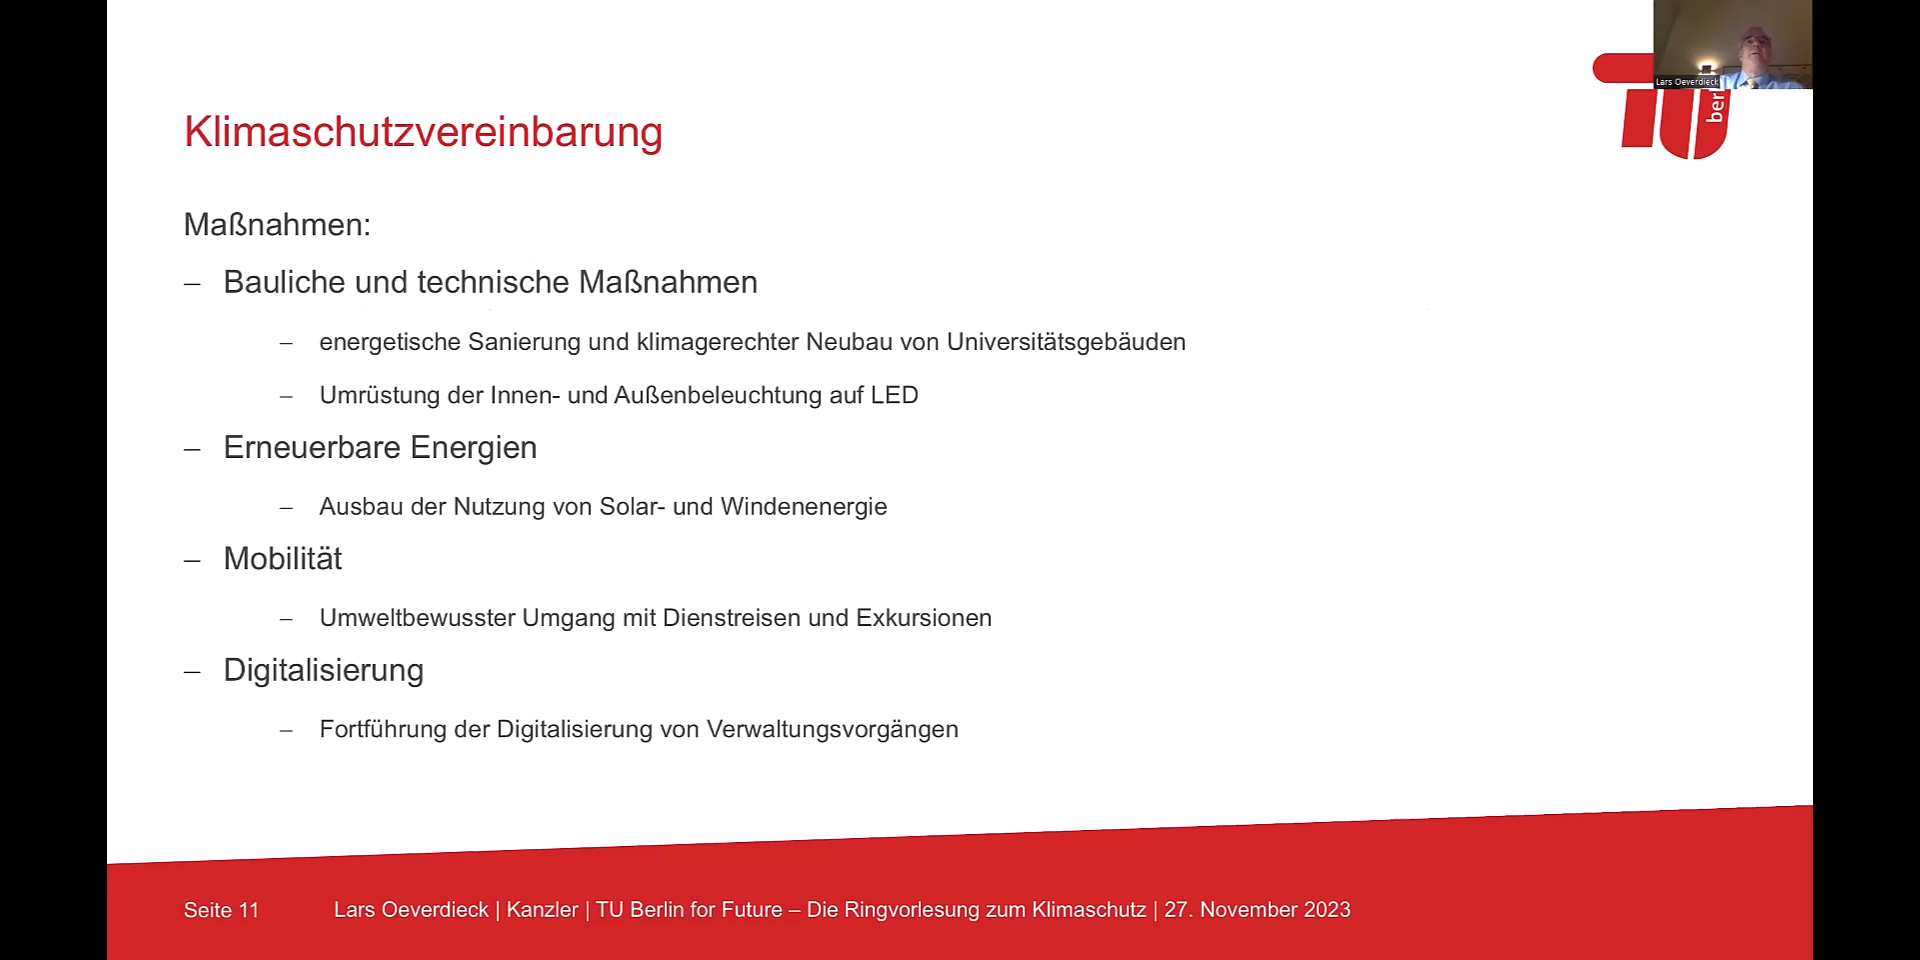 Klimaschutzvereinbarung
Maßnahmen:
– Bauliche und technische Maßnahmen
– energetische Sanierung und klimagerechter Neubau von Universitätsgebäuden
– Umrüstung der Innen- und Außenbeleuchtung auf LED
– Erneuerbare Energien
– Ausbau der Nutzung von Solar- und Windenenergie
– Mobilität
– Umweltbewusster Umgang mit Dienstreisen und Exkursionen
– Digitalisierung
– Fortführung der Digitalisierung von Verwaltungsvorgängen
Seite 11 Lars Oeverdieck | Kanzler | TU Berlin for Future – Die Ringvorlesung zum Klimaschutz | 27. November 2023
Lars Oeverdieck
TU
ber